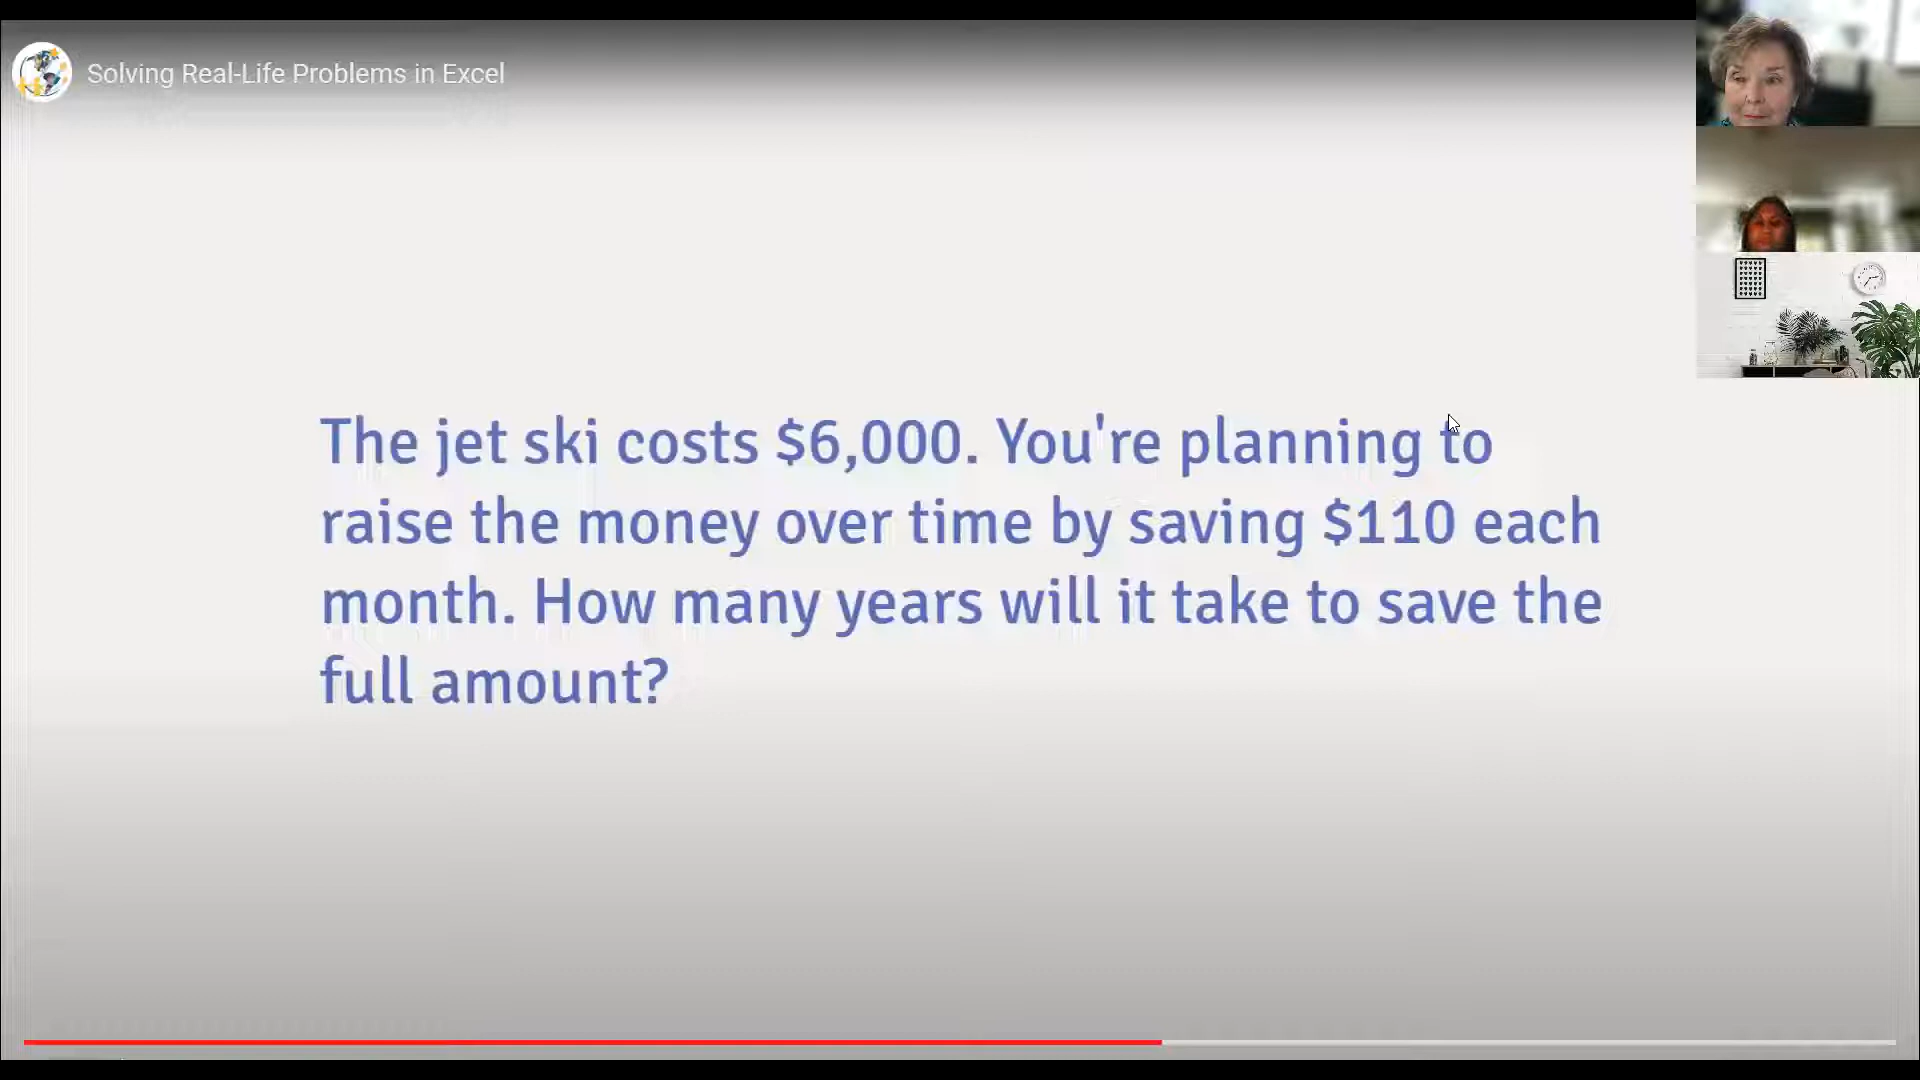 Solving Real-Life Problems in Excel
The jet ski costs $6,000. You're planning to
raise the money over time by saving $110 each
month. How many years will it take to save the
full amount?